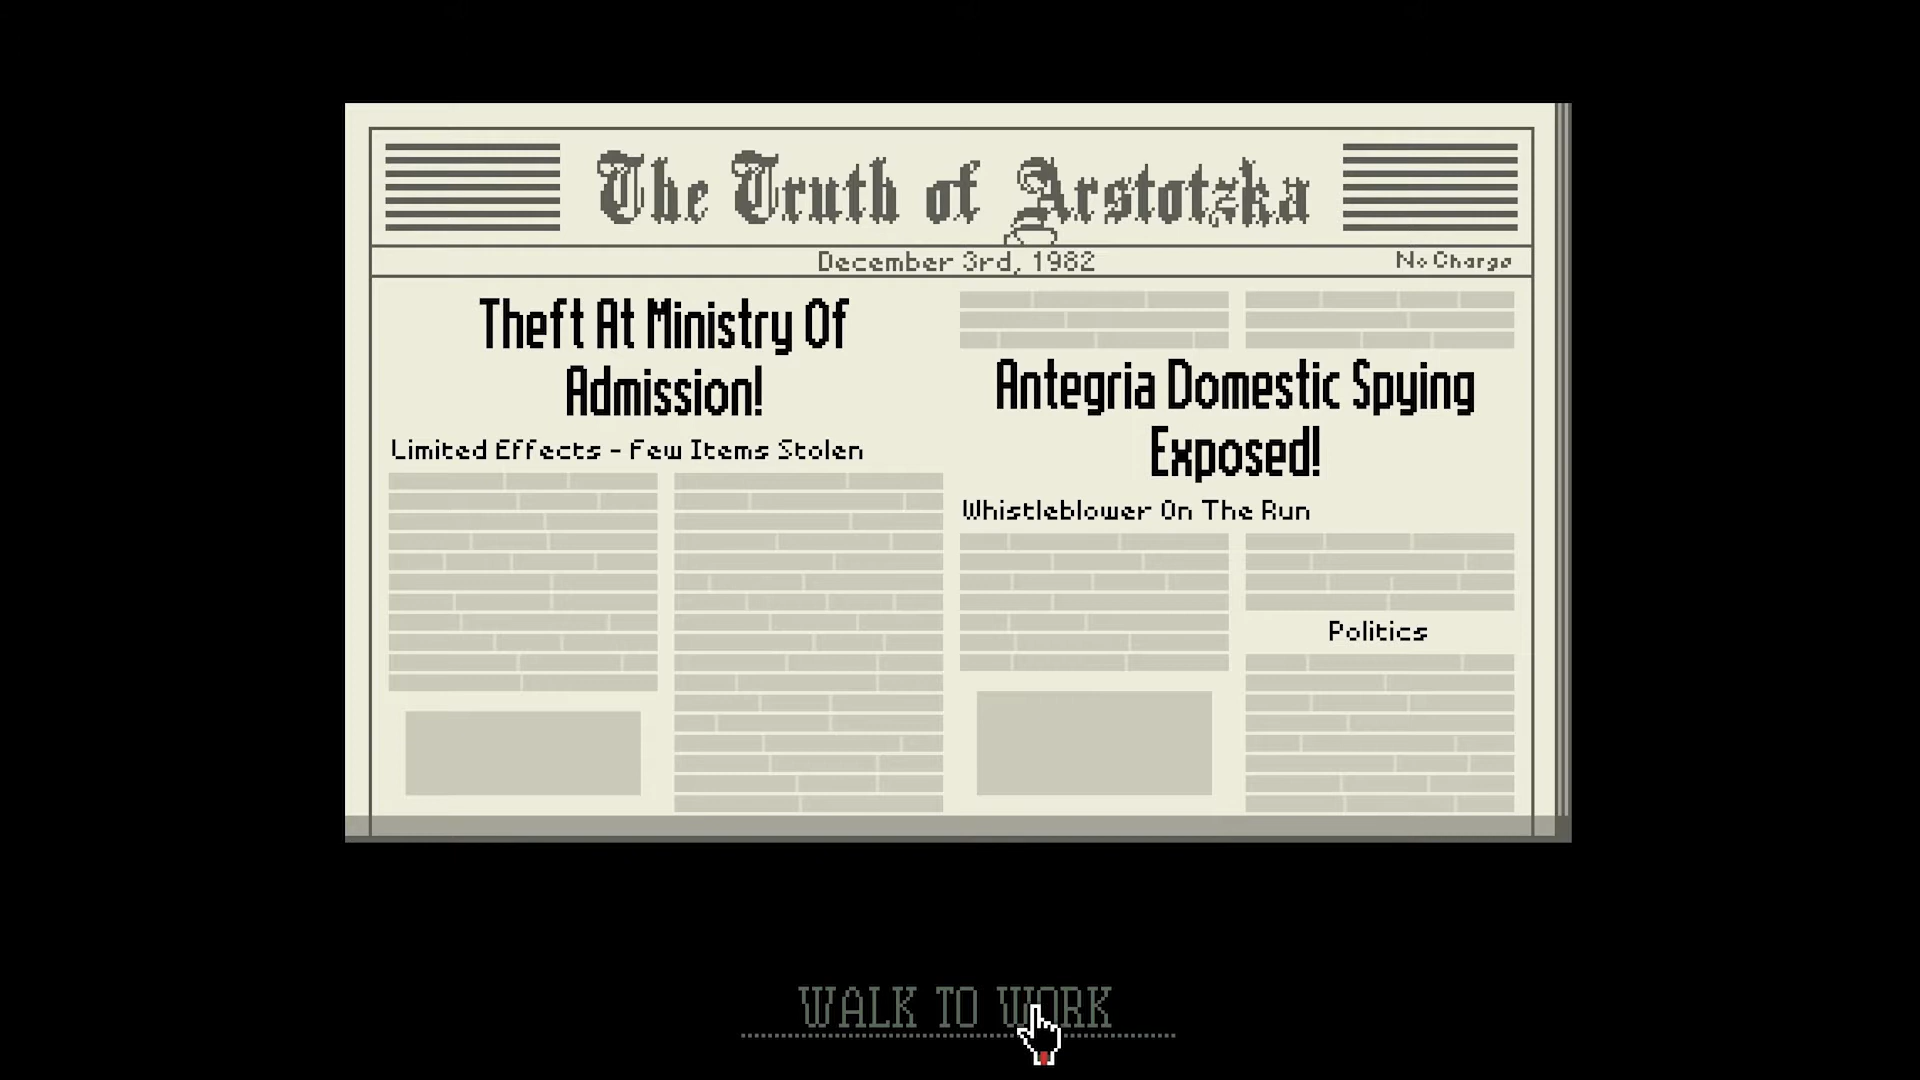 The Truth of Arstotzka
December 3rd, 1982
No Charge
Theft At Ministry Of
Admission!
Limited Effects - Few Items Stolen
Antegria Domestic Spying
Exposed!
Whistleblower On The Run
Politics
WALK TO WORK